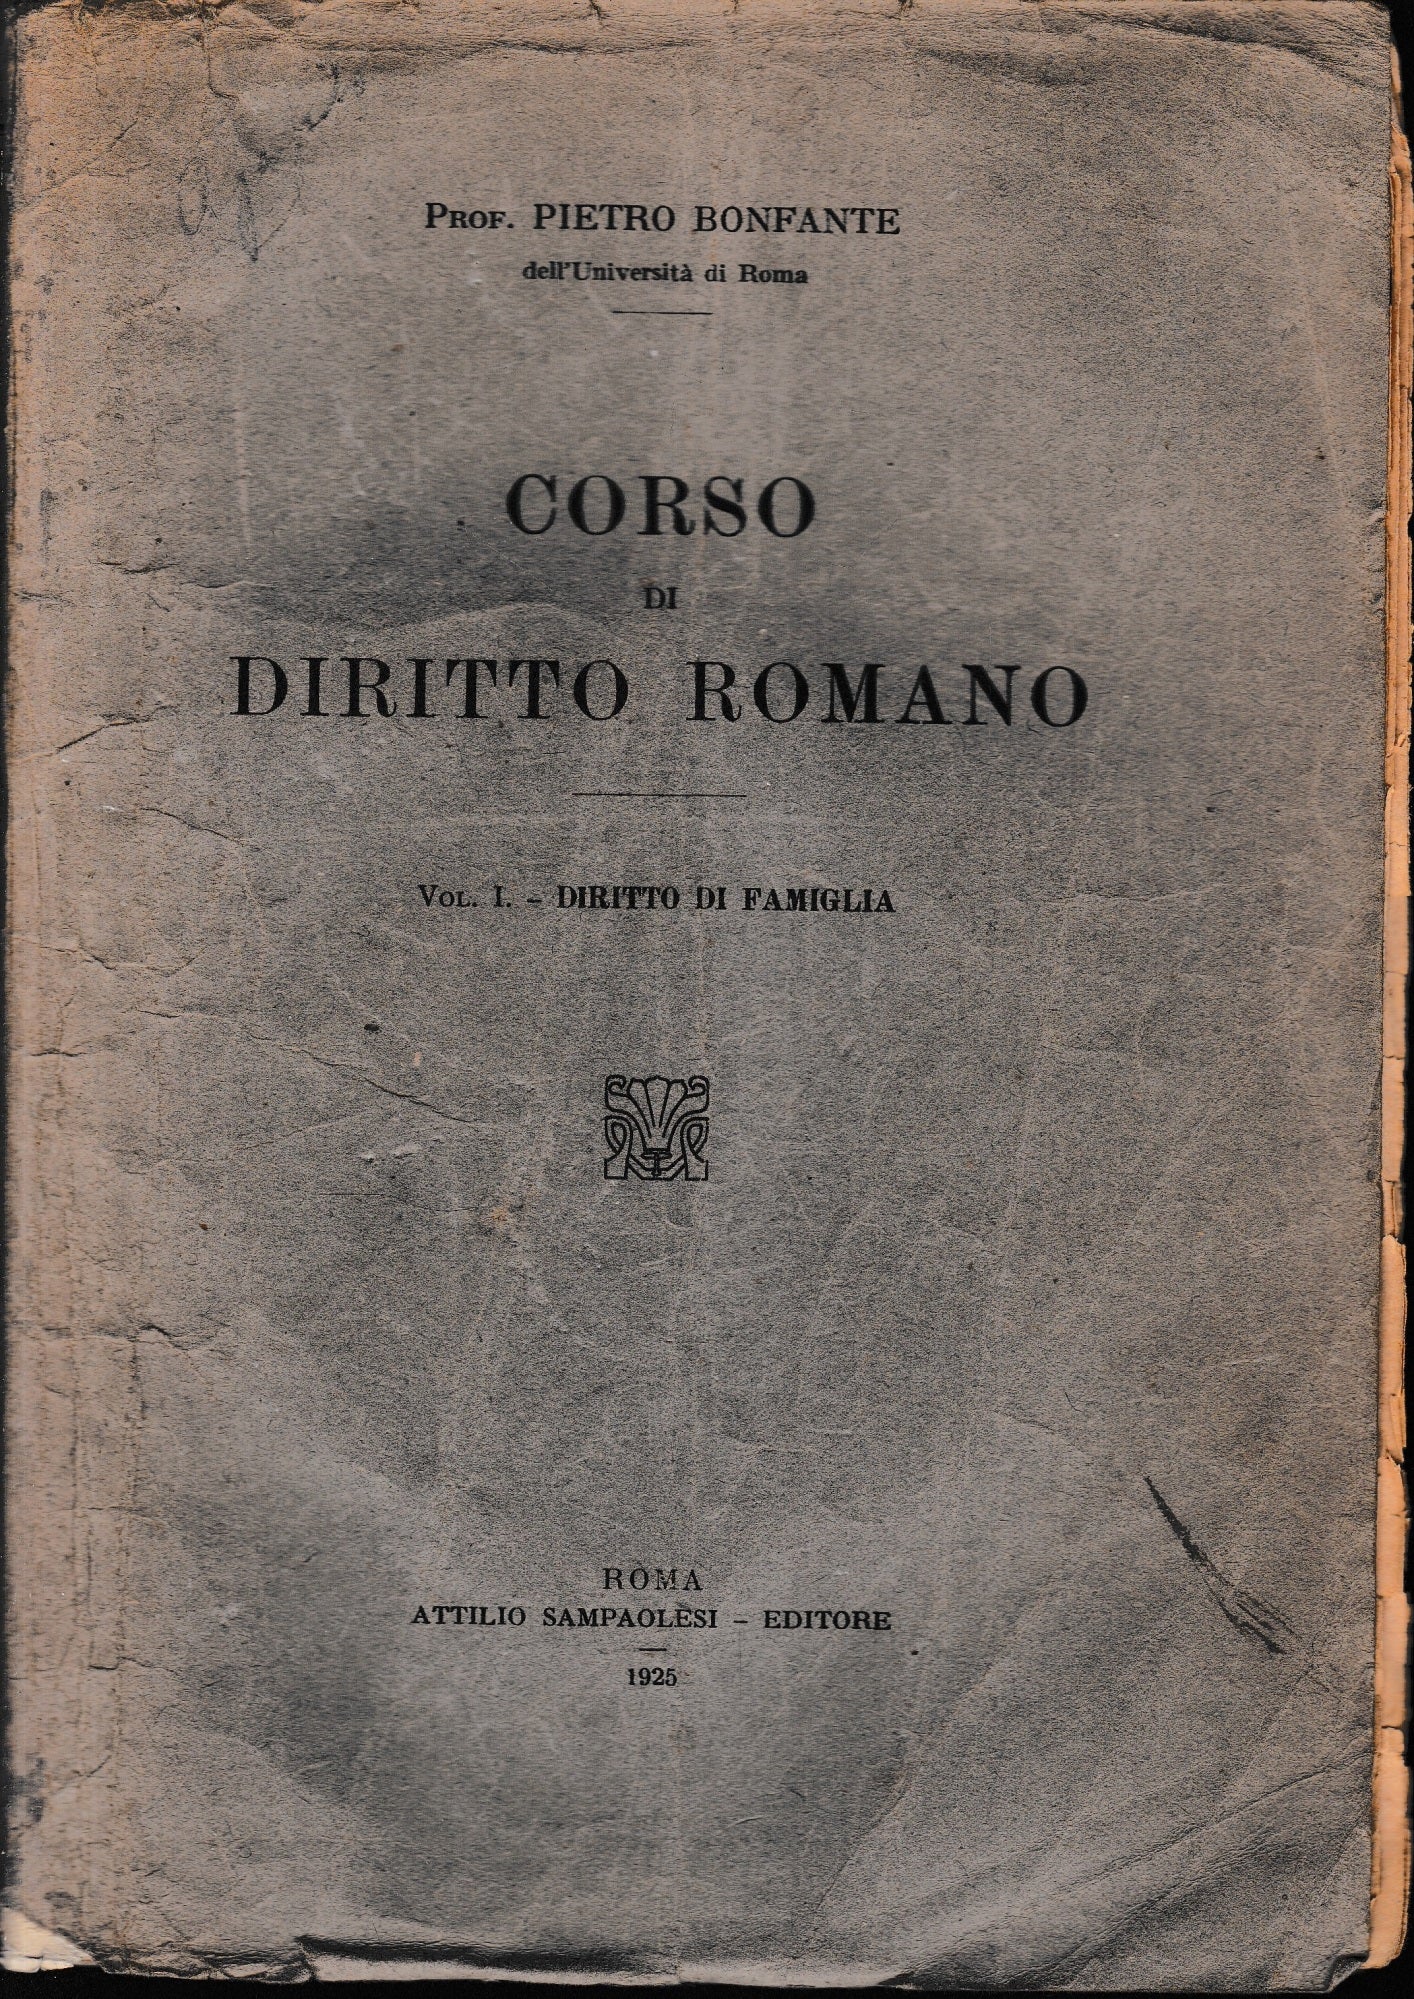 Prof. PIETRO BONFANTE
dell'Università di Roma
CORSO
DI
DIRITTO ROMANO
Vol. I. – DIRITTO DI FAMIGLIA
ROMA
ATTILIO SAMPAOLESI – EDITORE
1925